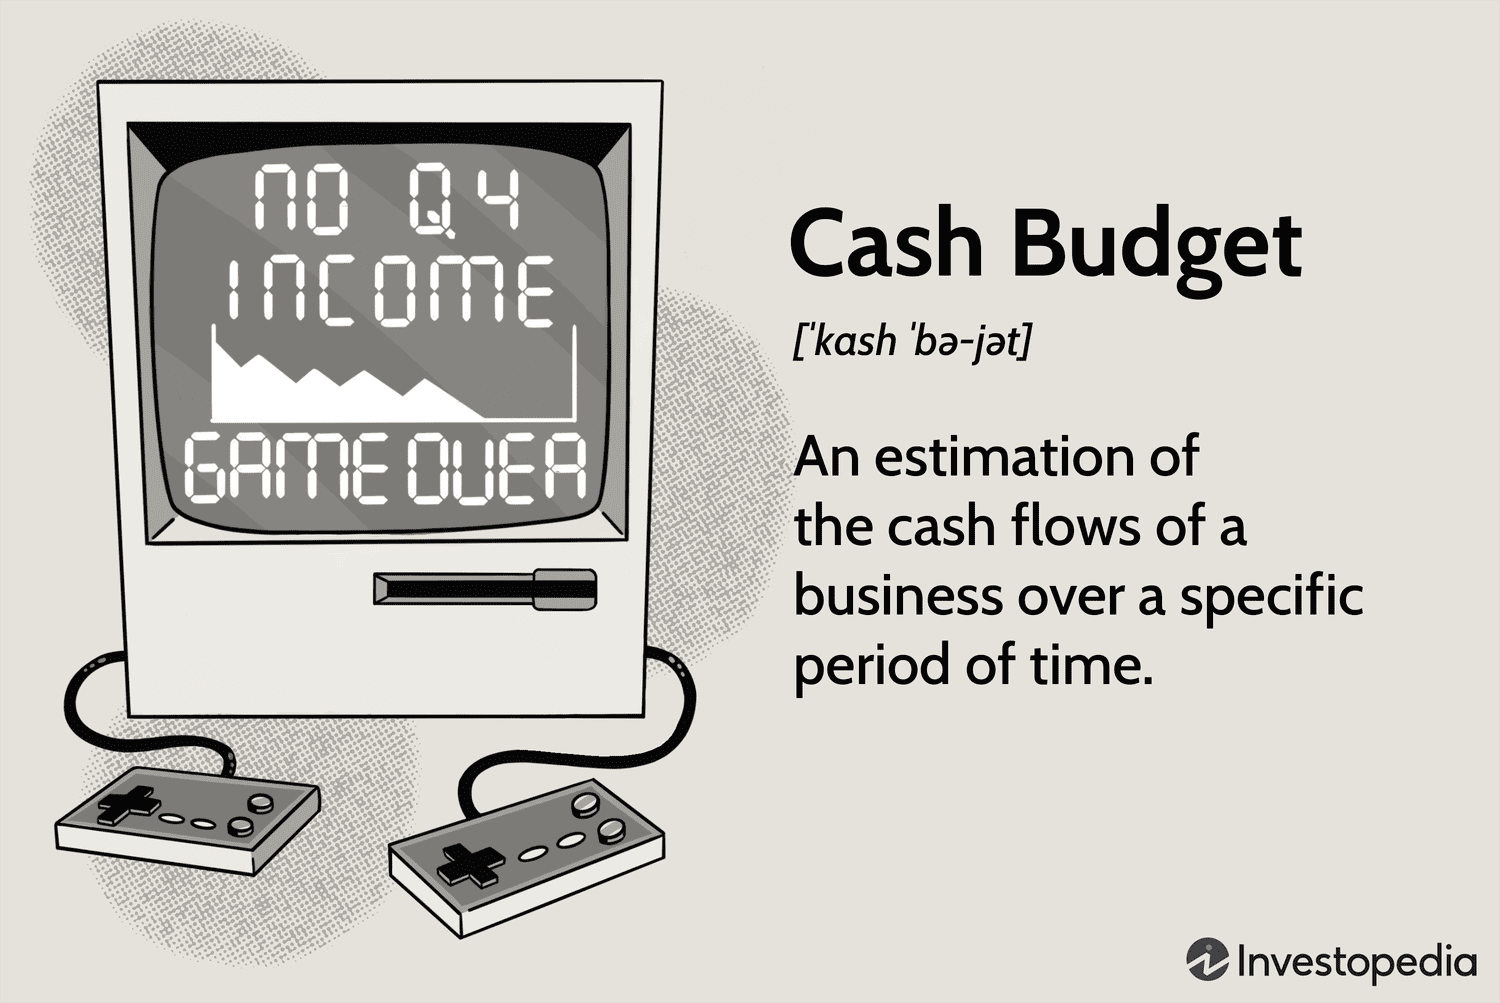 NO Q4
INCOME
GAME OVER
Cash Budget
[ˈkash ˈbə-jət]
An estimation of
the cash flows of a
business over a specific
period of time.
Investopedia